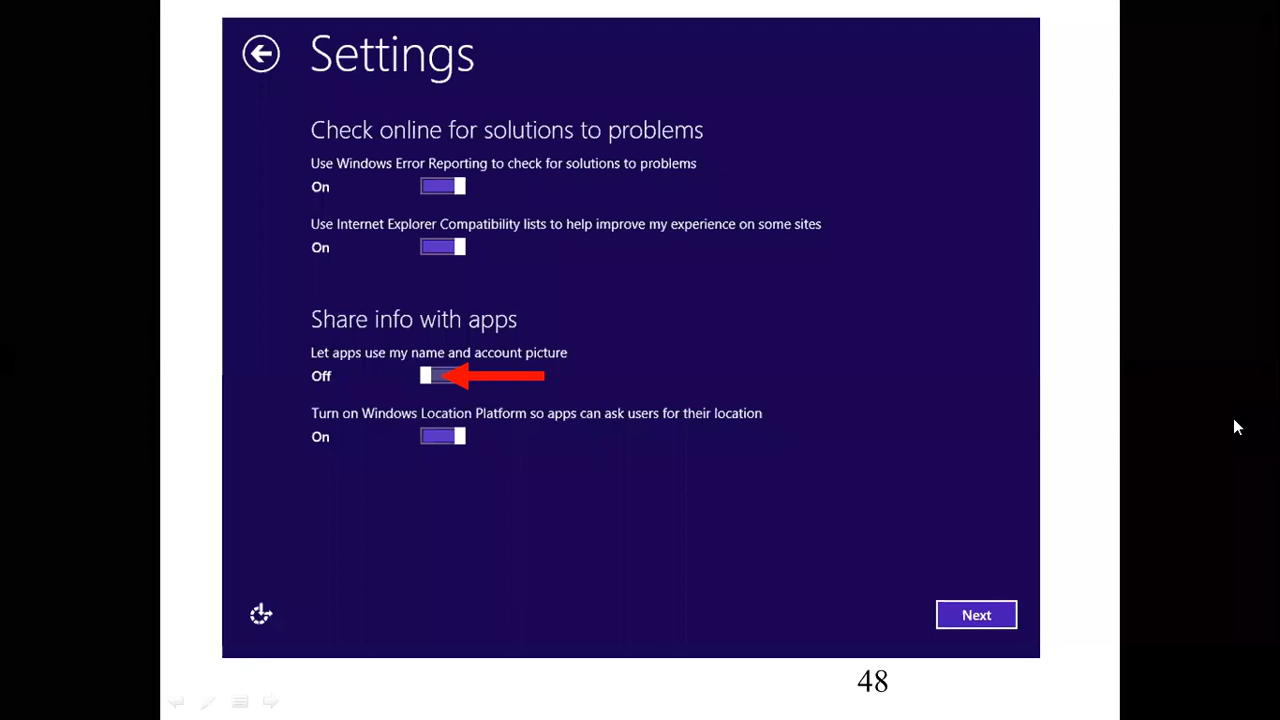 Settings
Check online for solutions to problems
Use Windows Error Reporting to check for solutions to problems
On
Use Internet Explorer Compatibility lists to help improve my experience on some sites
On
Share info with apps
Let apps use my name and account picture
Off
Turn on Windows Location Platform so apps can ask users for their location
On
Next
48